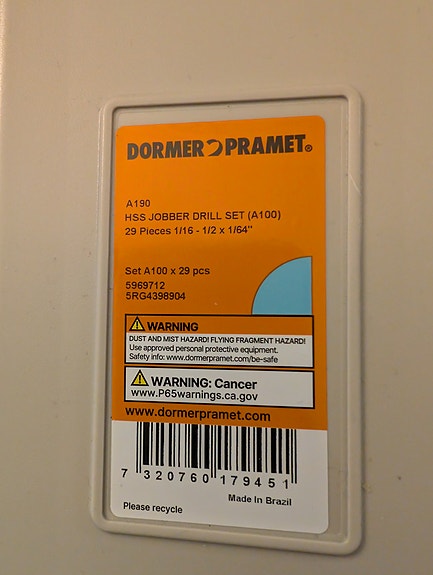 DORMER PRAMET®
A190
HSS JOBBER DRILL SET (A100)
29 Pieces 1/16 - 1/2 x 1/64"
Set A100 x 29 pcs
5969712
5RG4398904
WARNING
DUST AND MIST HAZARD! FLYING FRAGMENT HAZARD!
Use approved personal protective equipment.
Safety info: www.dormerpramet.com/be-safe
WARNING: Cancer
www.P65warnings.ca.gov
www.dormerpramet.com
7 320760 179451
Made In Brazil
Please recycle